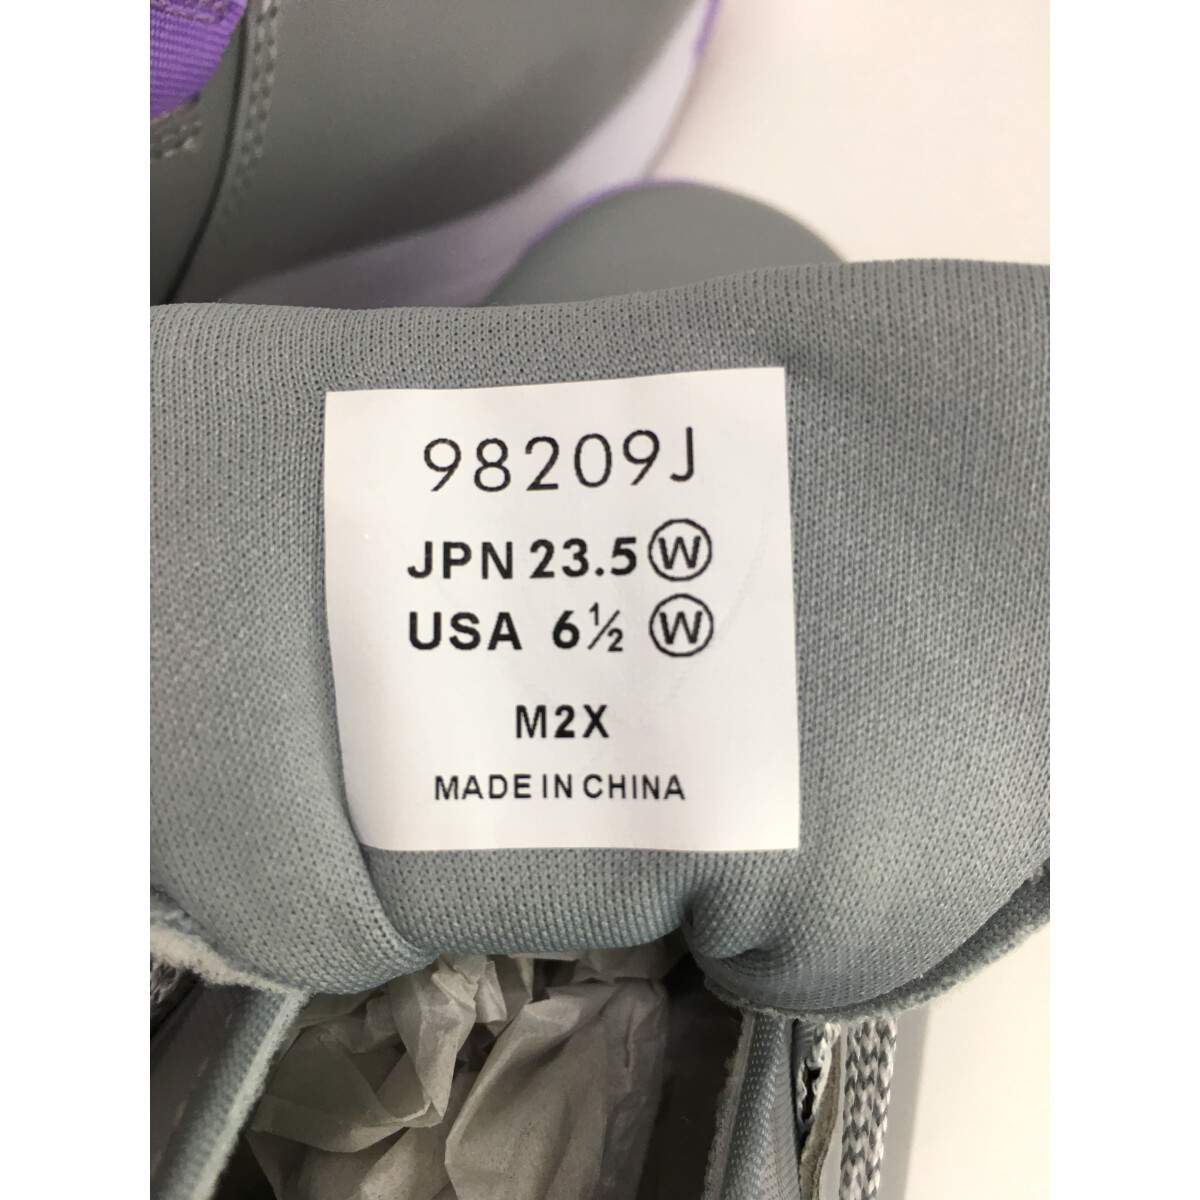 98209J
JPN 23.5 Ⓦ
USA 6½ Ⓦ
M2X
MADE IN CHINA